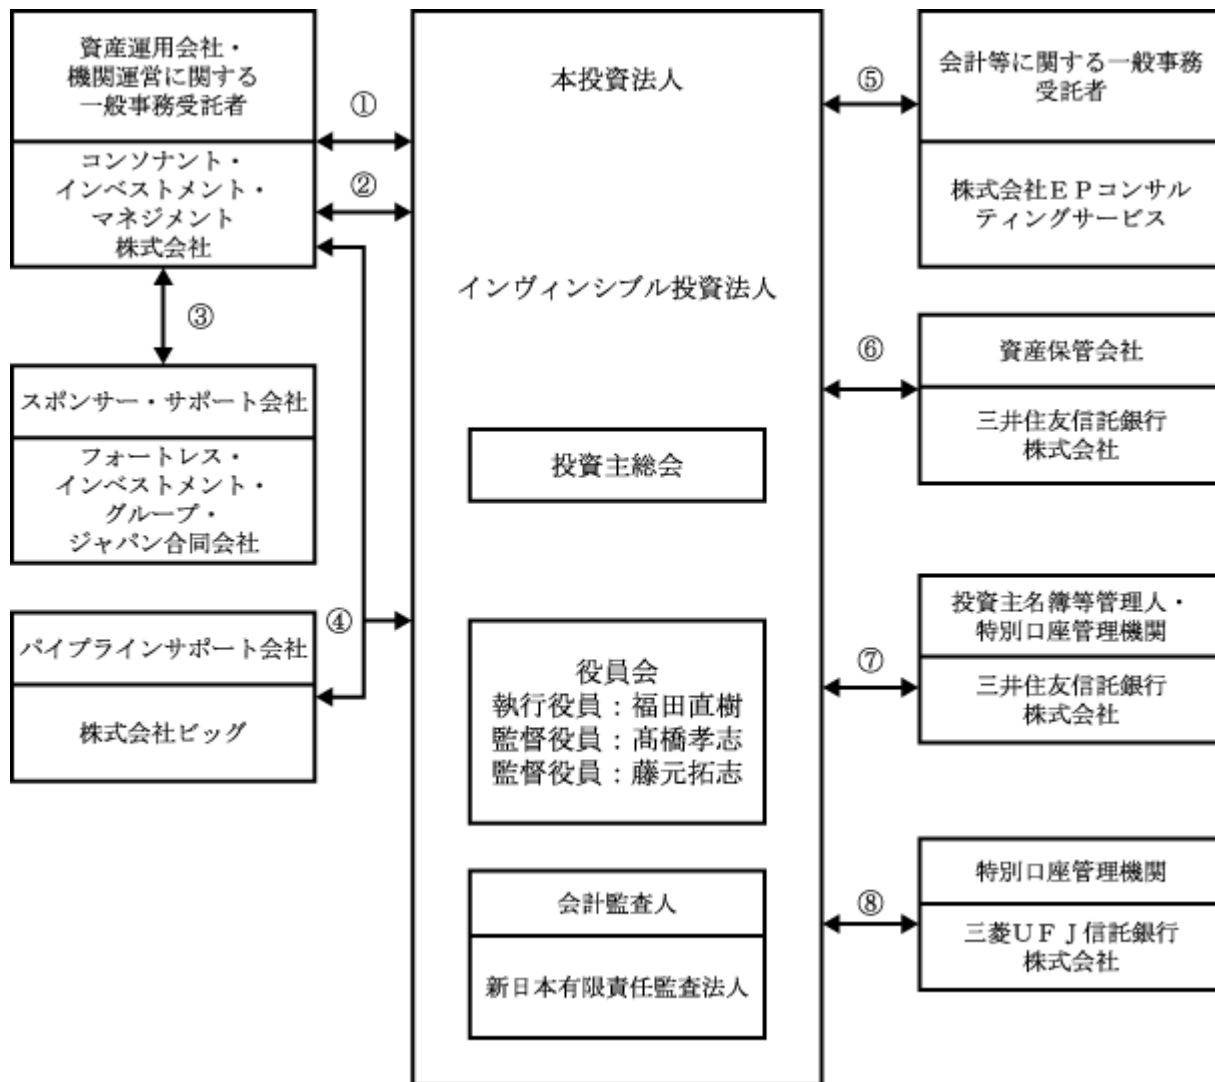 資産運用会社・
機関運営に関する
一般事務受託者
コンソナント・
インベストメント・
マネジメント
株式会社
①
②
③
スポンサー・サポート会社
フォートレス・
インベストメント・
グループ・
ジャパン合同会社
パイプラインサポート会社
株式会社ビッグ
④
本投資法人
インヴィンシブル投資法人
投資主総会
役員会
執行役員：福田直樹
監督役員：髙橋孝志
監督役員：藤元拓志
会計監査人
新日本有限責任監査法人
⑤
会計等に関する一般事務
受託者
株式会社ＥＰコンサル
ティングサービス
⑥
資産保管会社
三井住友信託銀行
株式会社
⑦
投資主名簿等管理人・
特別口座管理機関
三井住友信託銀行
株式会社
⑧
特別口座管理機関
三菱ＵＦＪ信託銀行
株式会社